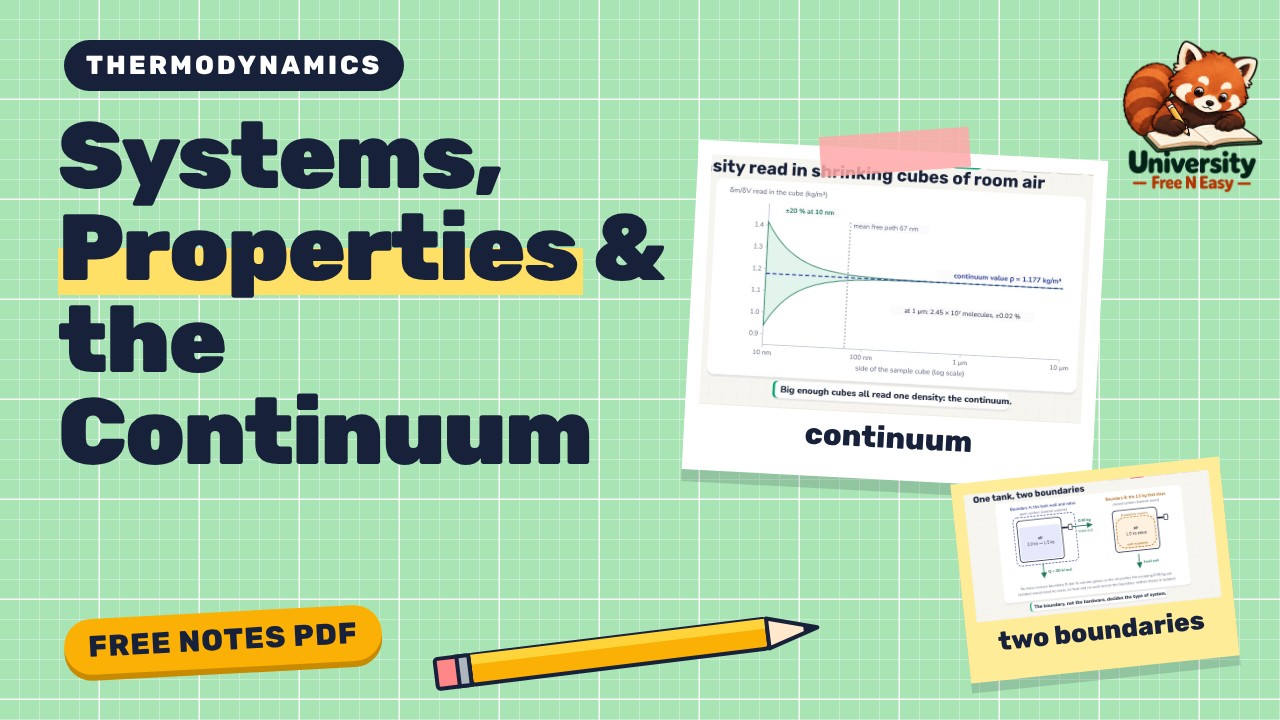 THERMODYNAMICS
Systems,
Properties &
the
Continuum
FREE NOTES PDF
University
Free N Easy
sity read in shrinking cubes of room air
δm/δV read in the cube (kg/m³)
±20 % at 10 nm
mean free path 67 nm
continuum value ρ = 1.177 kg/m³
at 1 μm: 2.45 × 10⁷ molecules, ±0.02 %
1.4
1.3
1.2
1.1
1.0
0.9
10 nm
100 nm
1 μm
10 μm
side of the sample cube (log scale)
Big enough cubes all read one density: the continuum.
continuum
One tank, two boundaries
air
air
The boundary, not the hardware, decides the type of system.
two boundaries